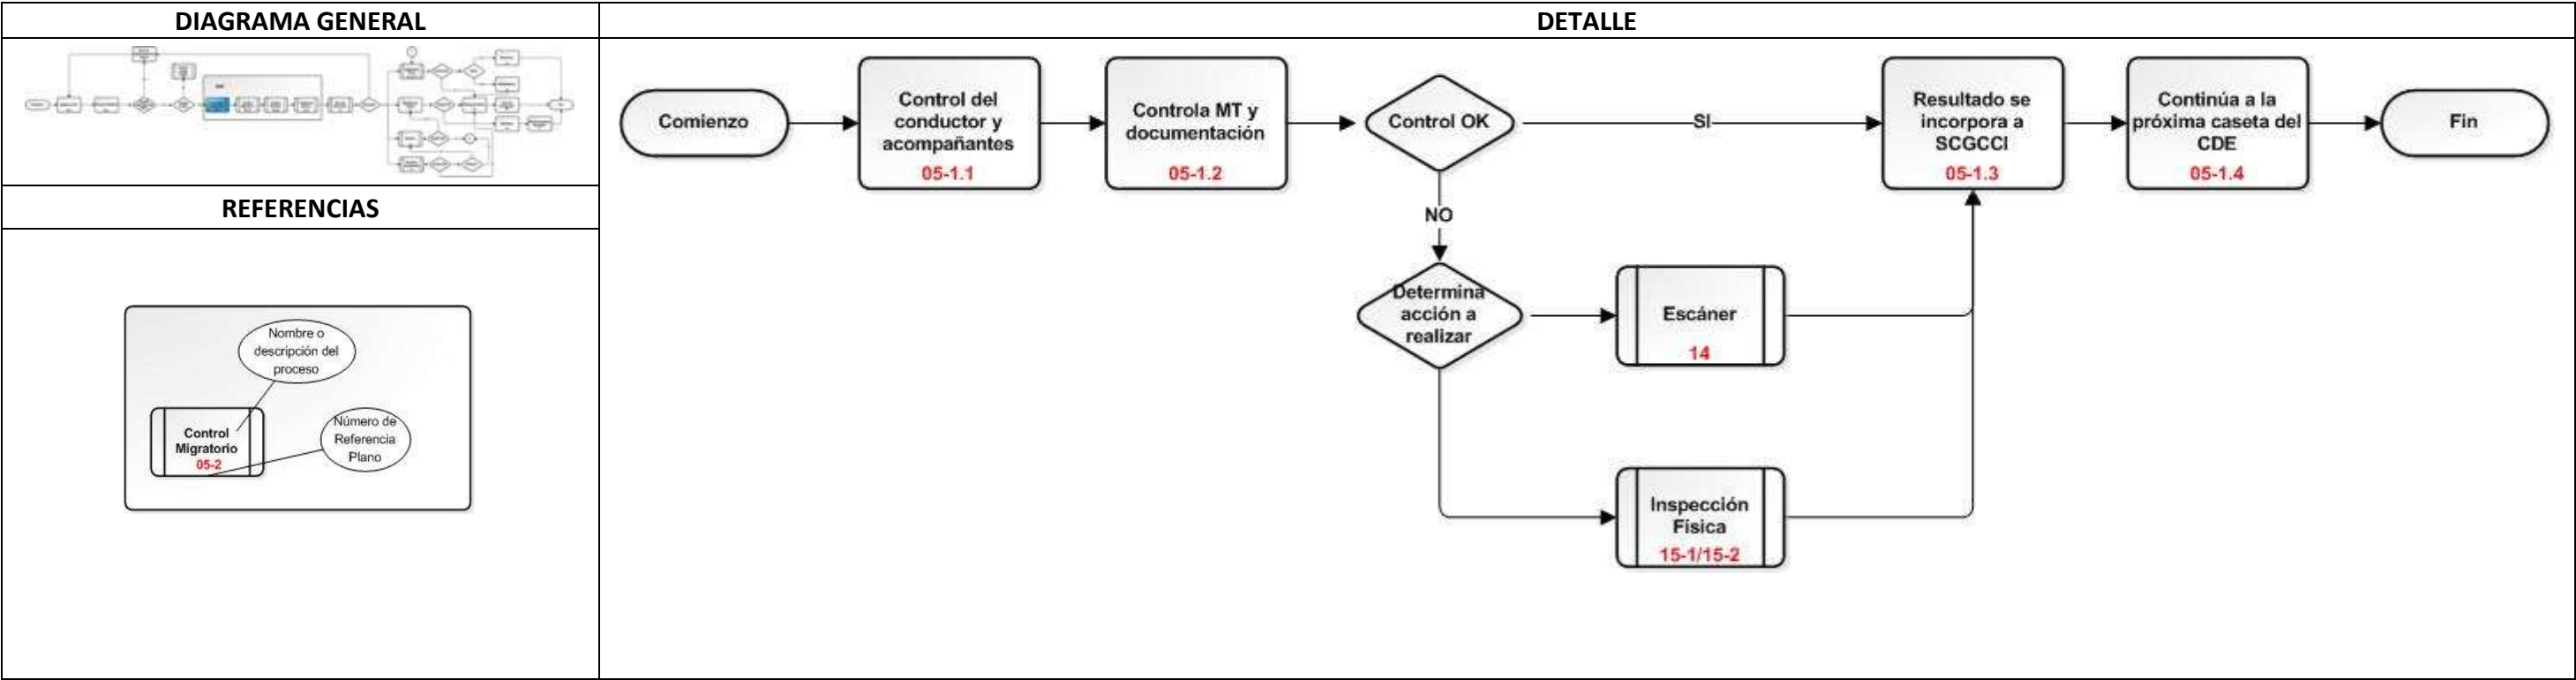 DIAGRAMA GENERAL
DETALLE
REFERENCIAS
Nombre o
descripción del
proceso
Control
Migratorio
05-2
Número de
Referencia
Plano
Comienzo
Control del
conductor y
acompañantes
05-1.1
Controla MT y
documentación
05-1.2
Control OK
SI
NO
Resultado se
incorpora a
SCGCCI
05-1.3
Continúa a la
próxima caseta del
CDE
05-1.4
Fin
Determina
acción a
realizar
Escáner
14
Inspección
Física
15-1/15-2